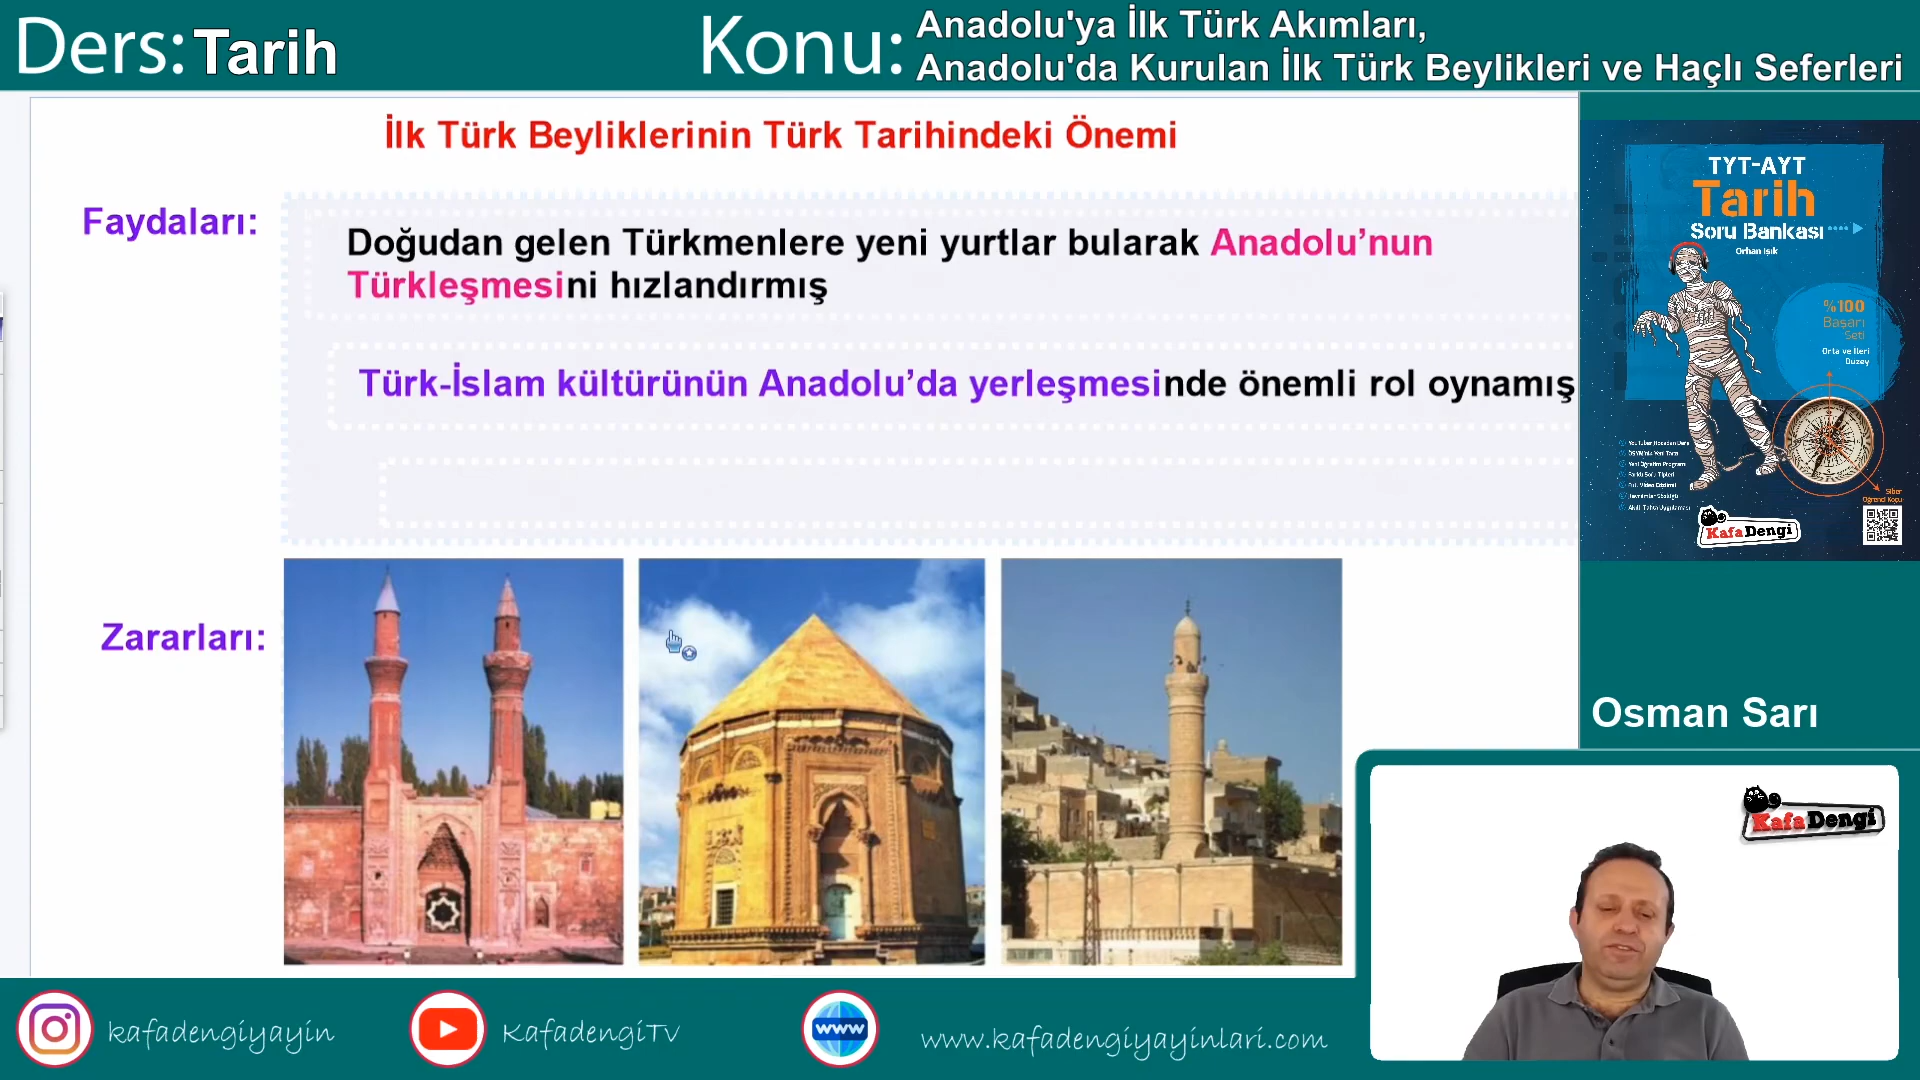 Ders: Tarih
Konu: Anadolu'ya İlk Türk Akımları,
Anadolu'da Kurulan İlk Türk Beylikleri ve Haçlı Seferleri
İlk Türk Beyliklerinin Türk Tarihindeki Önemi
Faydaları:
Doğudan gelen Türkmenlere yeni yurtlar bularak Anadolu’nun
Türkleşmesini hızlandırmış
Türk-İslam kültürünün Anadolu’da yerleşmesinde önemli rol oynamış
Zararları:
TYT-AYT
Tarih
Soru Bankası
Orhan Işık
%100
Başarı
Seti
Orta ve İleri
Düzey
Siber
Öğrenci Koçu
KafaDengi
Osman Sarı
KafaDengi
kafadengiyayin
KafadengiTv
www
www.kafadengiyayinlari.com